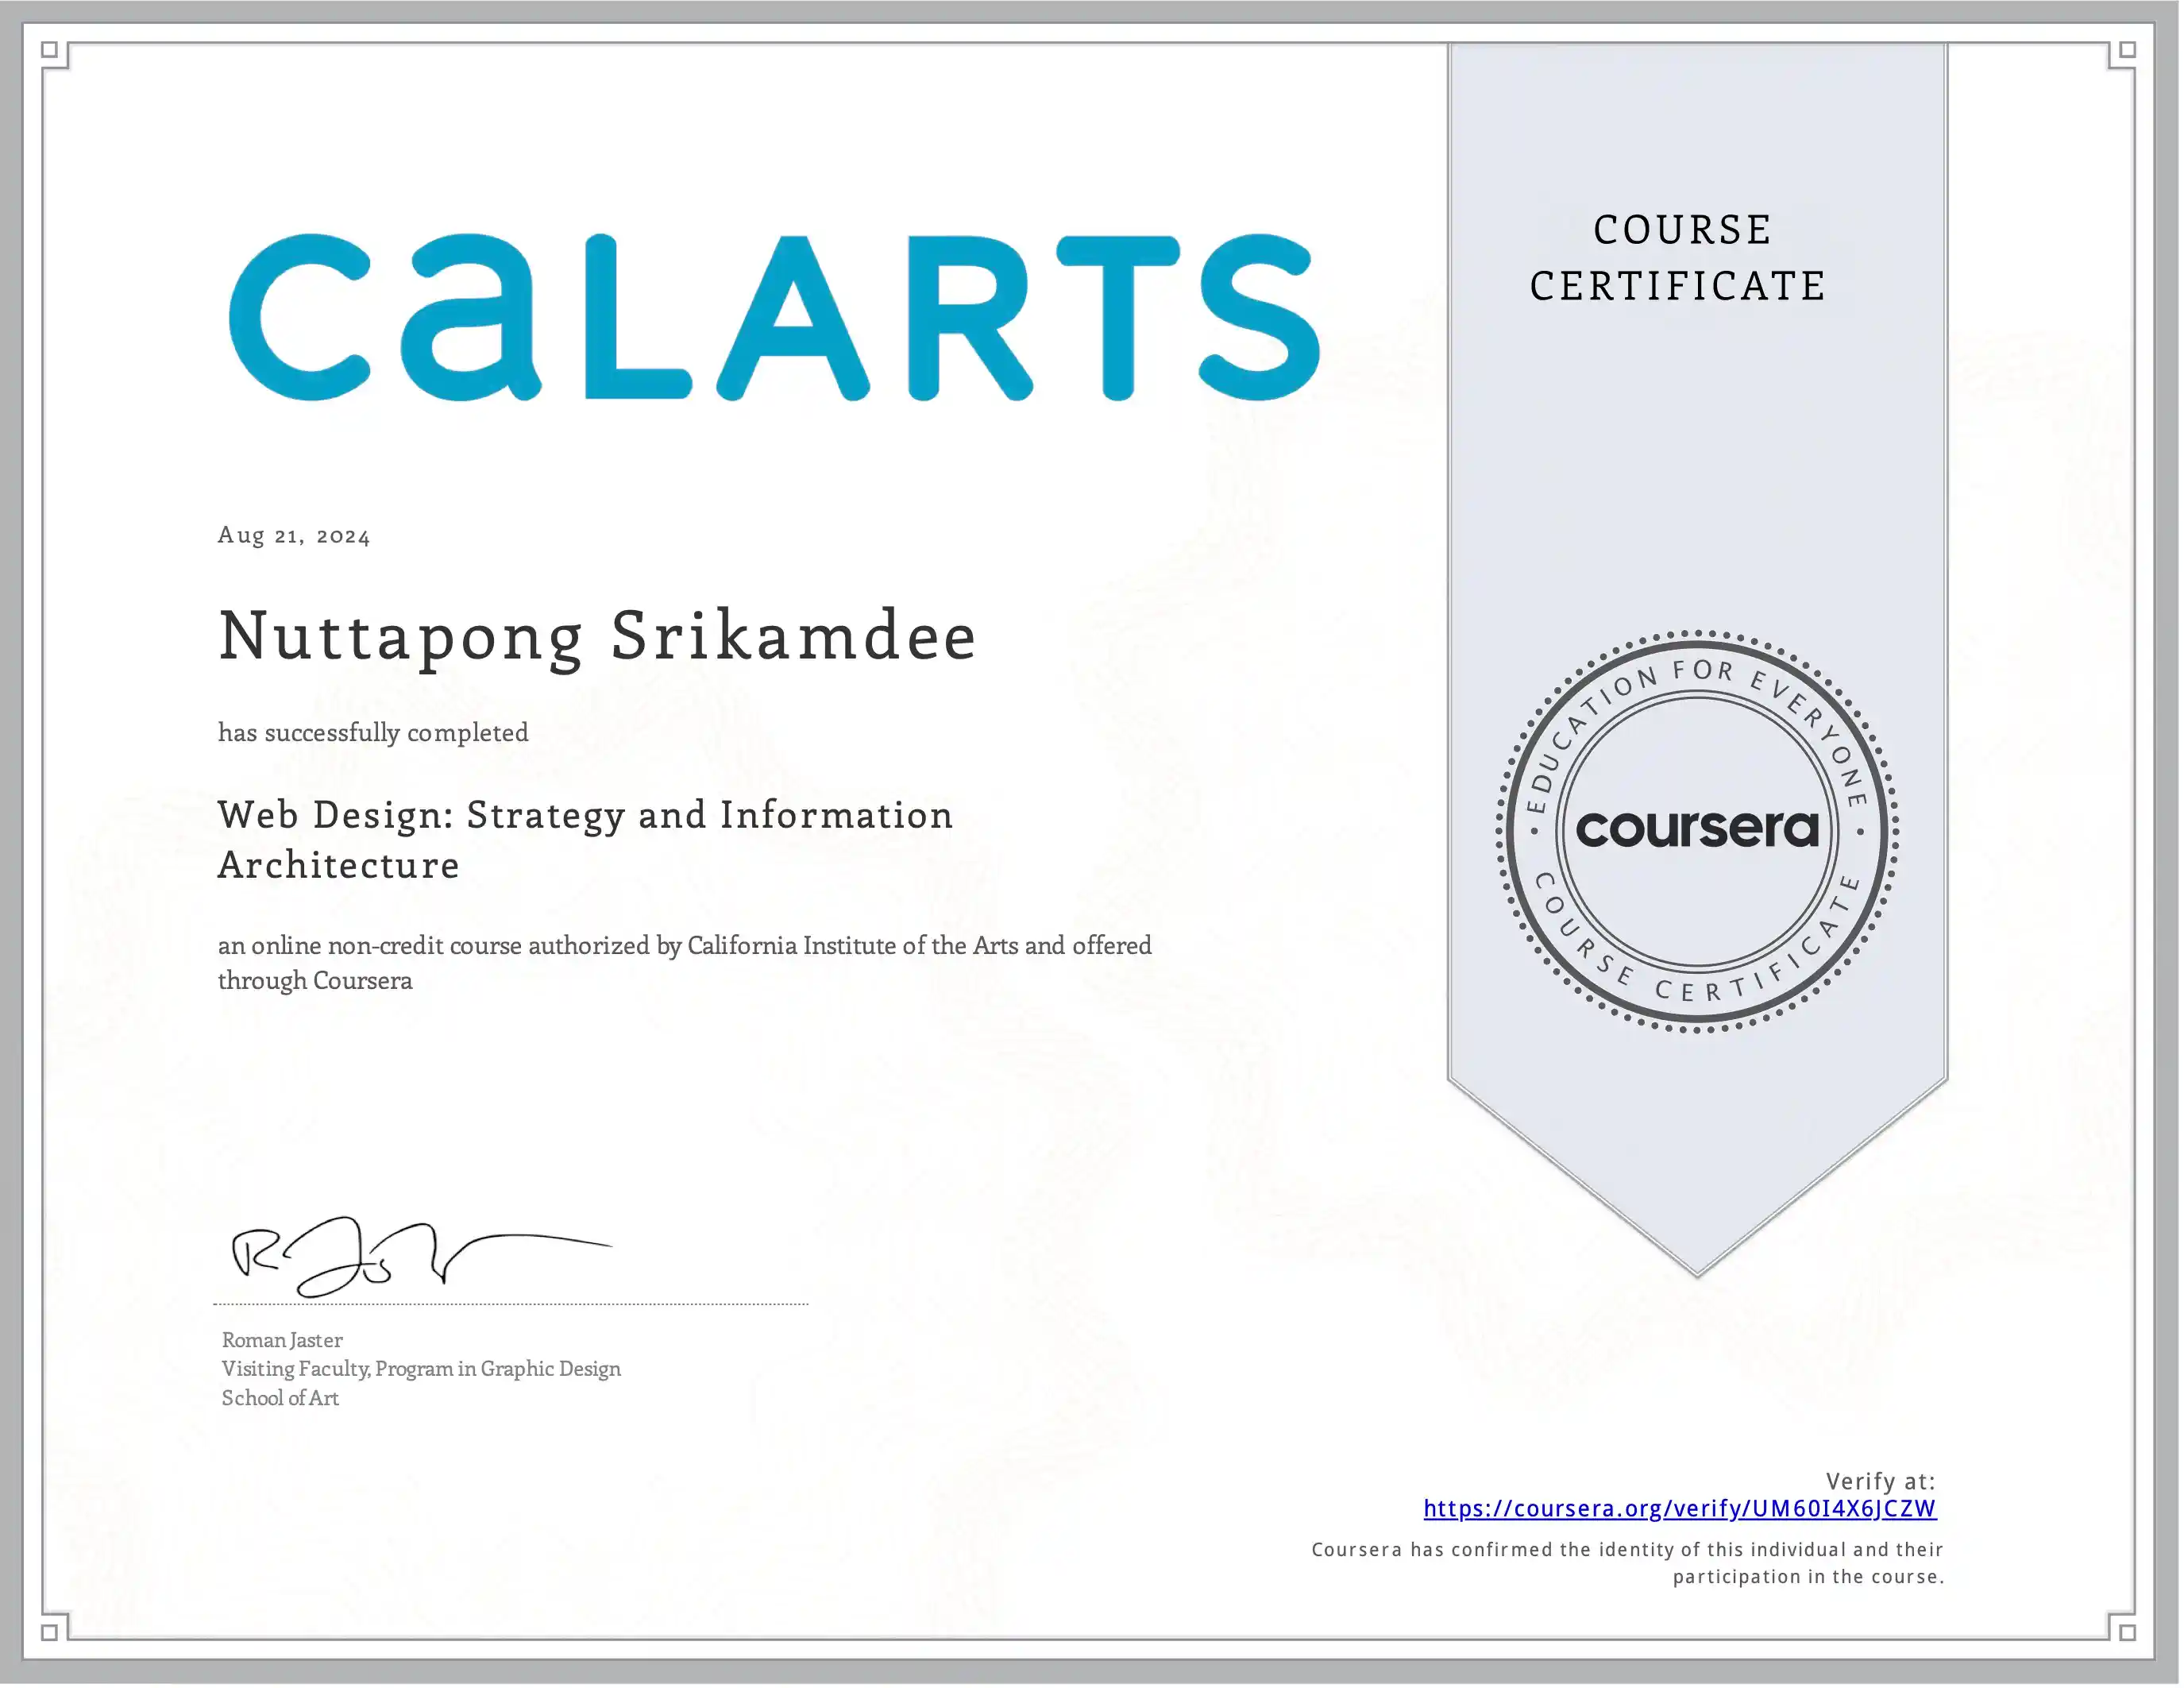 CALARTS
COURSE
CERTIFICATE
Aug 21, 2024
Nuttapong Srikamdee
has successfully completed
Web Design: Strategy and Information
Architecture
an online non-credit course authorized by California Institute of the Arts and offered
through Coursera
EDUCATION FOR EVERYONE
coursera
COURSE CERTIFICATE
Roman Jaster
Visiting Faculty, Program in Graphic Design
School of Art
Verify at:
https://coursera.org/verify/UM60I4X6JCZW
Coursera has confirmed the identity of this individual and their
participation in the course.